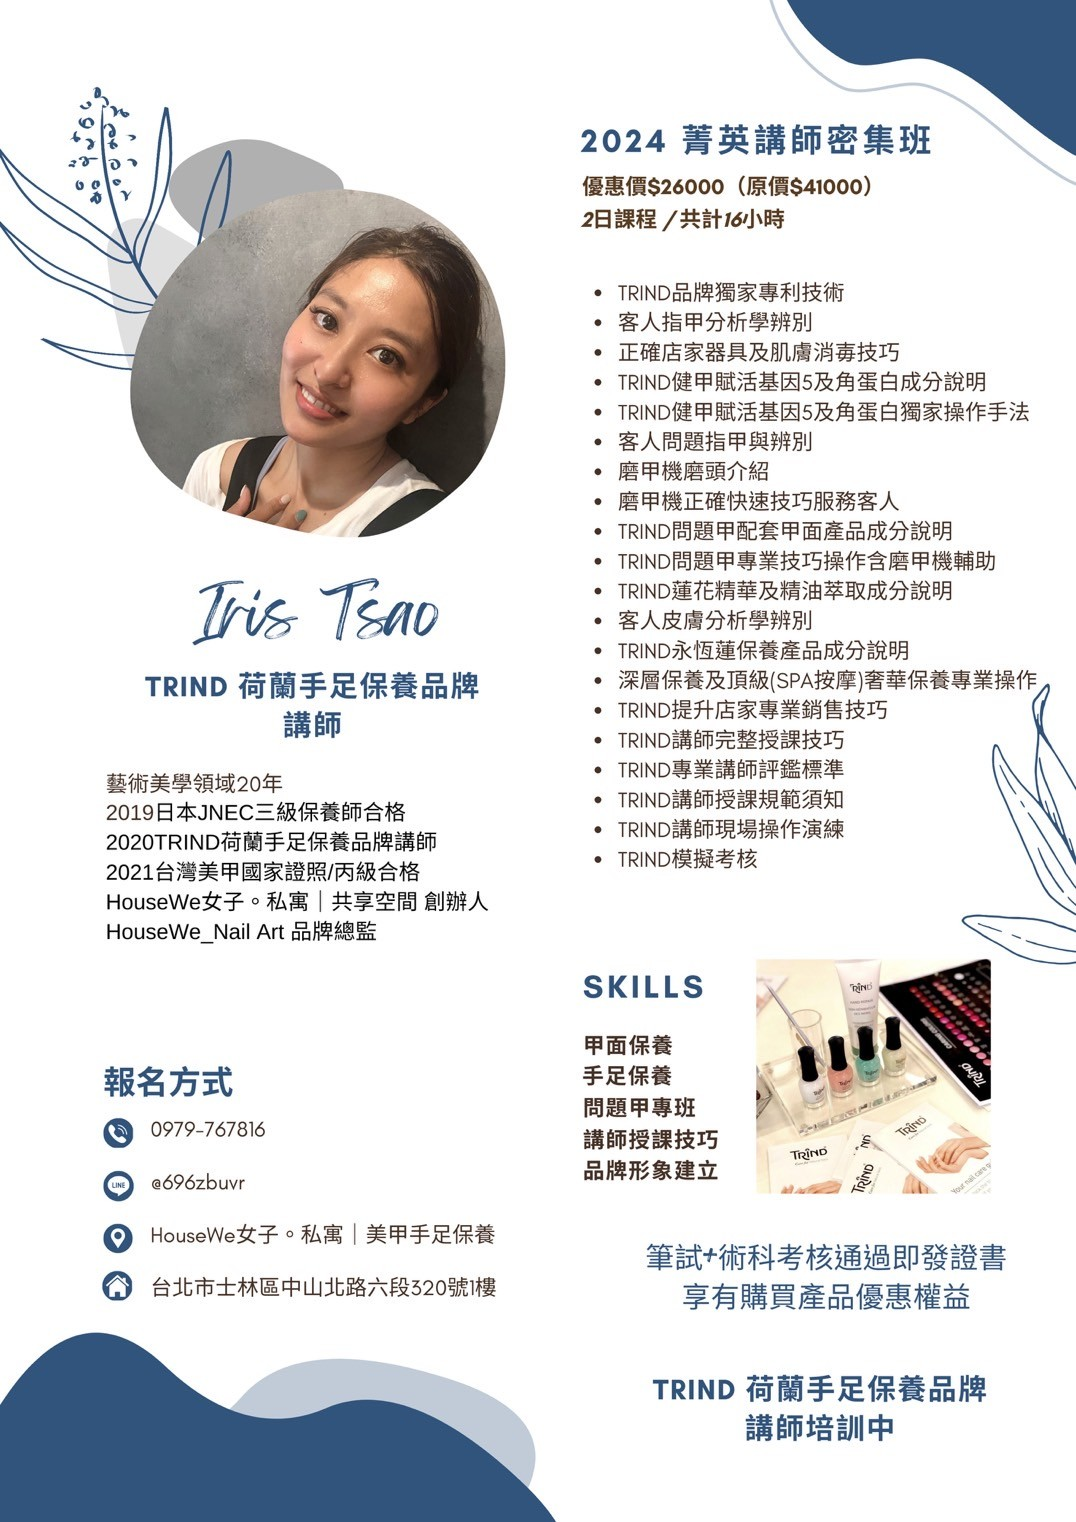 Iris Tsao
TRIND 荷蘭手足保養品牌
講師
藝術美學領域20年
2019日本JNEC三級保養師合格
2020TRIND荷蘭手足保養品牌講師
2021台灣美甲國家證照/丙級合格
HouseWe女子。私寓｜共享空間 創辦人
HouseWe_Nail Art 品牌總監
報名方式
0979-767816
LINE
@696zbuvr
HouseWe女子。私寓｜美甲手足保養
台北市士林區中山北路六段320號1樓
2024 菁英講師密集班
優惠價$26000（原價$41000）
2日課程 / 共計16小時
• TRIND品牌獨家專利技術
• 客人指甲分析學辨別
• 正確店家器具及肌膚消毒技巧
• TRIND健甲賦活基因5及角蛋白成分說明
• TRIND健甲賦活基因5及角蛋白獨家操作手法
• 客人問題指甲與辨別
• 磨甲機磨頭介紹
• 磨甲機正確快速技巧服務客人
• TRIND問題甲配套甲面產品成分說明
• TRIND問題甲專業技巧操作含磨甲機輔助
• TRIND蓮花精華及精油萃取成分說明
• 客人皮膚分析學辨別
• TRIND永恆蓮保養產品成分說明
• 深層保養及頂級(SPA按摩)奢華保養專業操作
• TRIND提升店家專業銷售技巧
• TRIND講師完整授課技巧
• TRIND專業講師評鑑標準
• TRIND講師授課規範須知
• TRIND講師現場操作演練
• TRIND模擬考核
SKILLS
甲面保養
手足保養
問題甲專班
講師授課技巧
品牌形象建立
TRIND
TRIND
TRIND
TRIND
TRIND
筆試+術科考核通過即發證書
享有購買產品優惠權益
TRIND 荷蘭手足保養品牌
講師培訓中